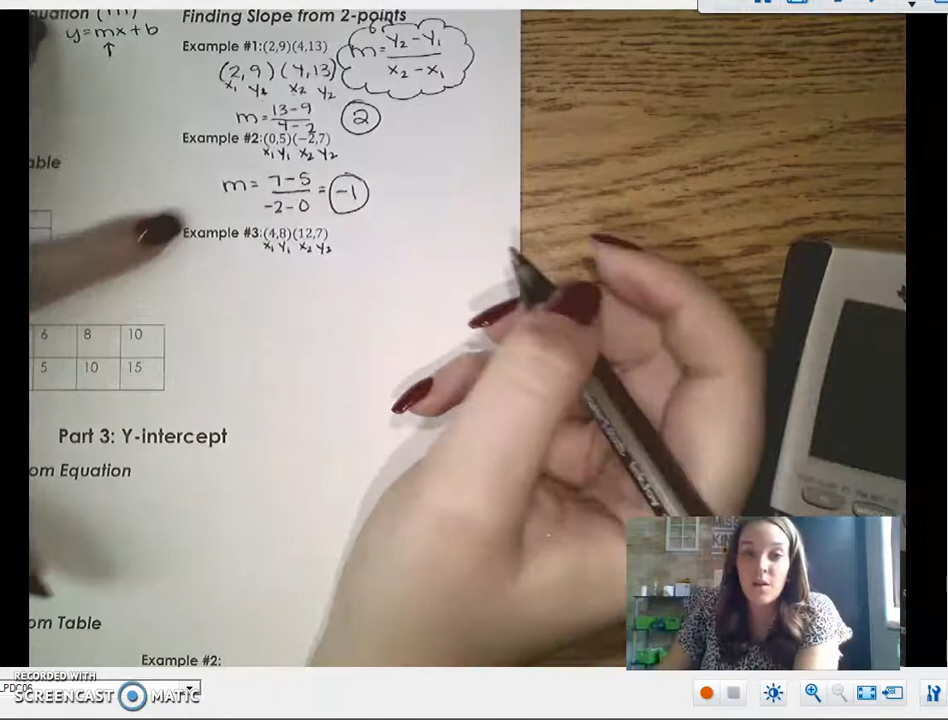 uation (m)
y=mx+b
↑
Finding Slope from 2-points
Example #1:(2,9)(4,13)
m = y₂ - y₁
x₂ - x₁
(2, 9) (4, 13)
x₁ y₁ x₂ y₂
m = 13-9
4-2
2
Example #2:(0,5)(-2,7)
x₁ y₁ x₂ y₂
m = 7-5 = -1
-2-0
Example #3:(4,8)(12,7)
x₁ y₁ x₂ y₂
able
6 8 10
5 10 15
Part 3: Y-intercept
om Equation
om Table
Example #2:
MISS
KIN
RECORDED WITH
SCREENCAST MATIC